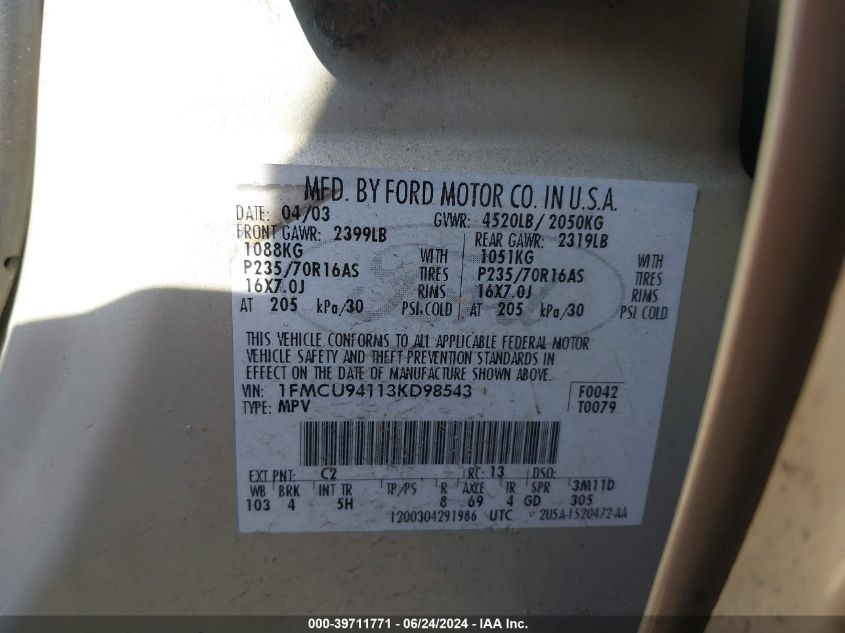 MFD. BY FORD MOTOR CO. IN U.S.A.
DATE: 04/03 GVWR: 4520LB/ 2050KG
FRONT GAWR: 2399LB REAR GAWR: 2319LB
1088KG WITH 1051KG WITH
P235/70R16AS TIRES P235/70R16AS TIRES
16X7.0J RIMS 16X7.0J RIMS
AT 205 kPa/30 PSI COLD AT 205 kPa/30 PSI COLD
THIS VEHICLE CONFORMS TO ALL APPLICABLE FEDERAL MOTOR
VEHICLE SAFETY AND THEFT PREVENTION STANDARDS IN
EFFECT ON THE DATE OF MANUFACTURE SHOWN ABOVE.
VIN: 1FMCU94113KD98543 F0042
TYPE: MPV T0079
EXT PNT: C2 RC: 13 DSO:
WB BRK INT TR TP/PS R AXLE TR SPR 3M11D
103 4 5H 8 69 4 GD 305
1200304291986 UTC 2U5A-1520472-AA
000-39711771 - 06/24/2024 - IAA Inc.